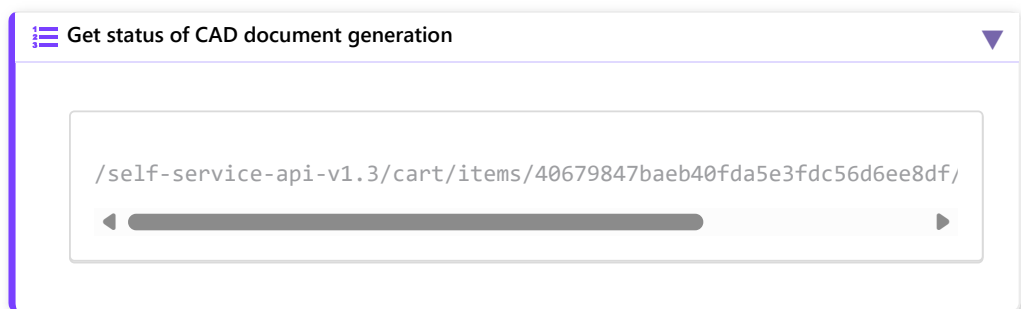 Get status of CAD document generation
/self-service-api-v1.3/cart/items/40679847baeb40fda5e3fdc56d6ee8df/